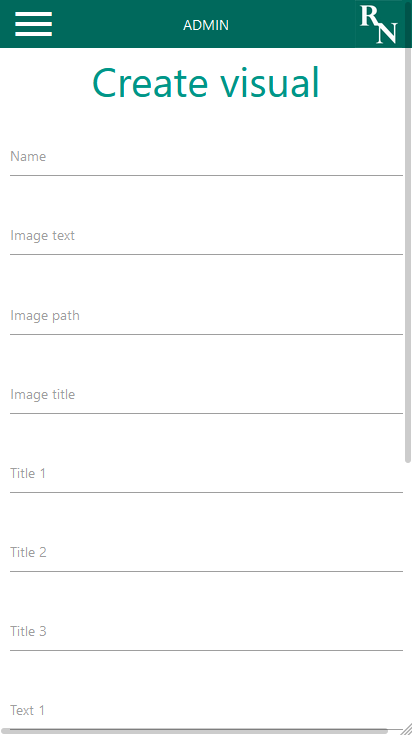 ADMIN
RN
Create visual
Name
Image text
Image path
Image title
Title 1
Title 2
Title 3
Text 1